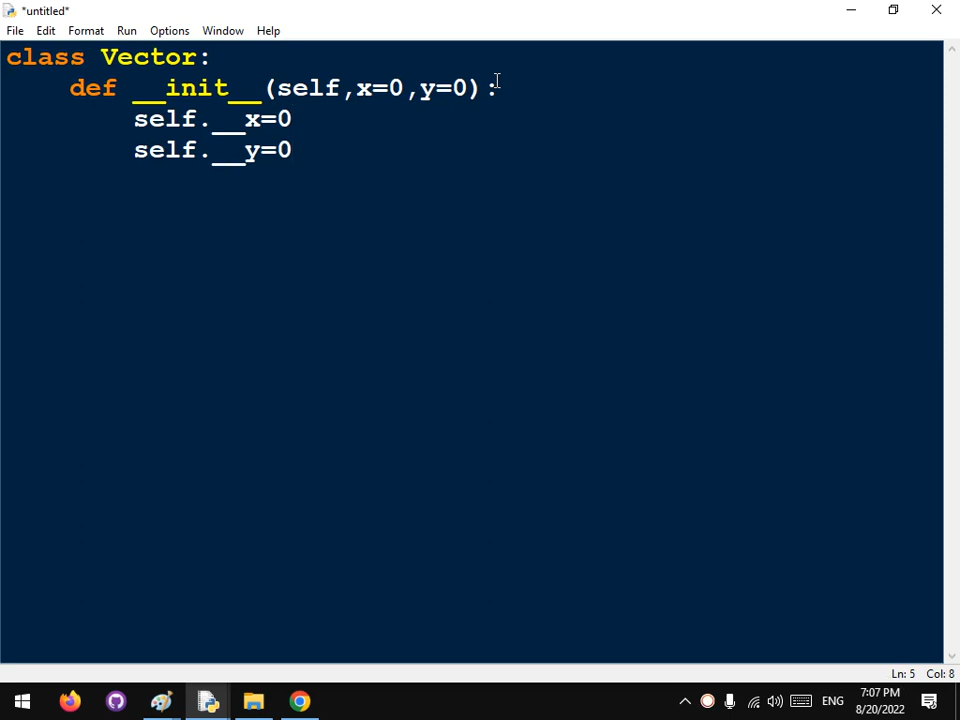 *untitled*
File Edit Format Run Options Window Help
class Vector:
    def __init__(self,x=0,y=0):
        self.__x=0
        self.__y=0
Ln: 5 Col: 8
ENG
7:07 PM
8/20/2022